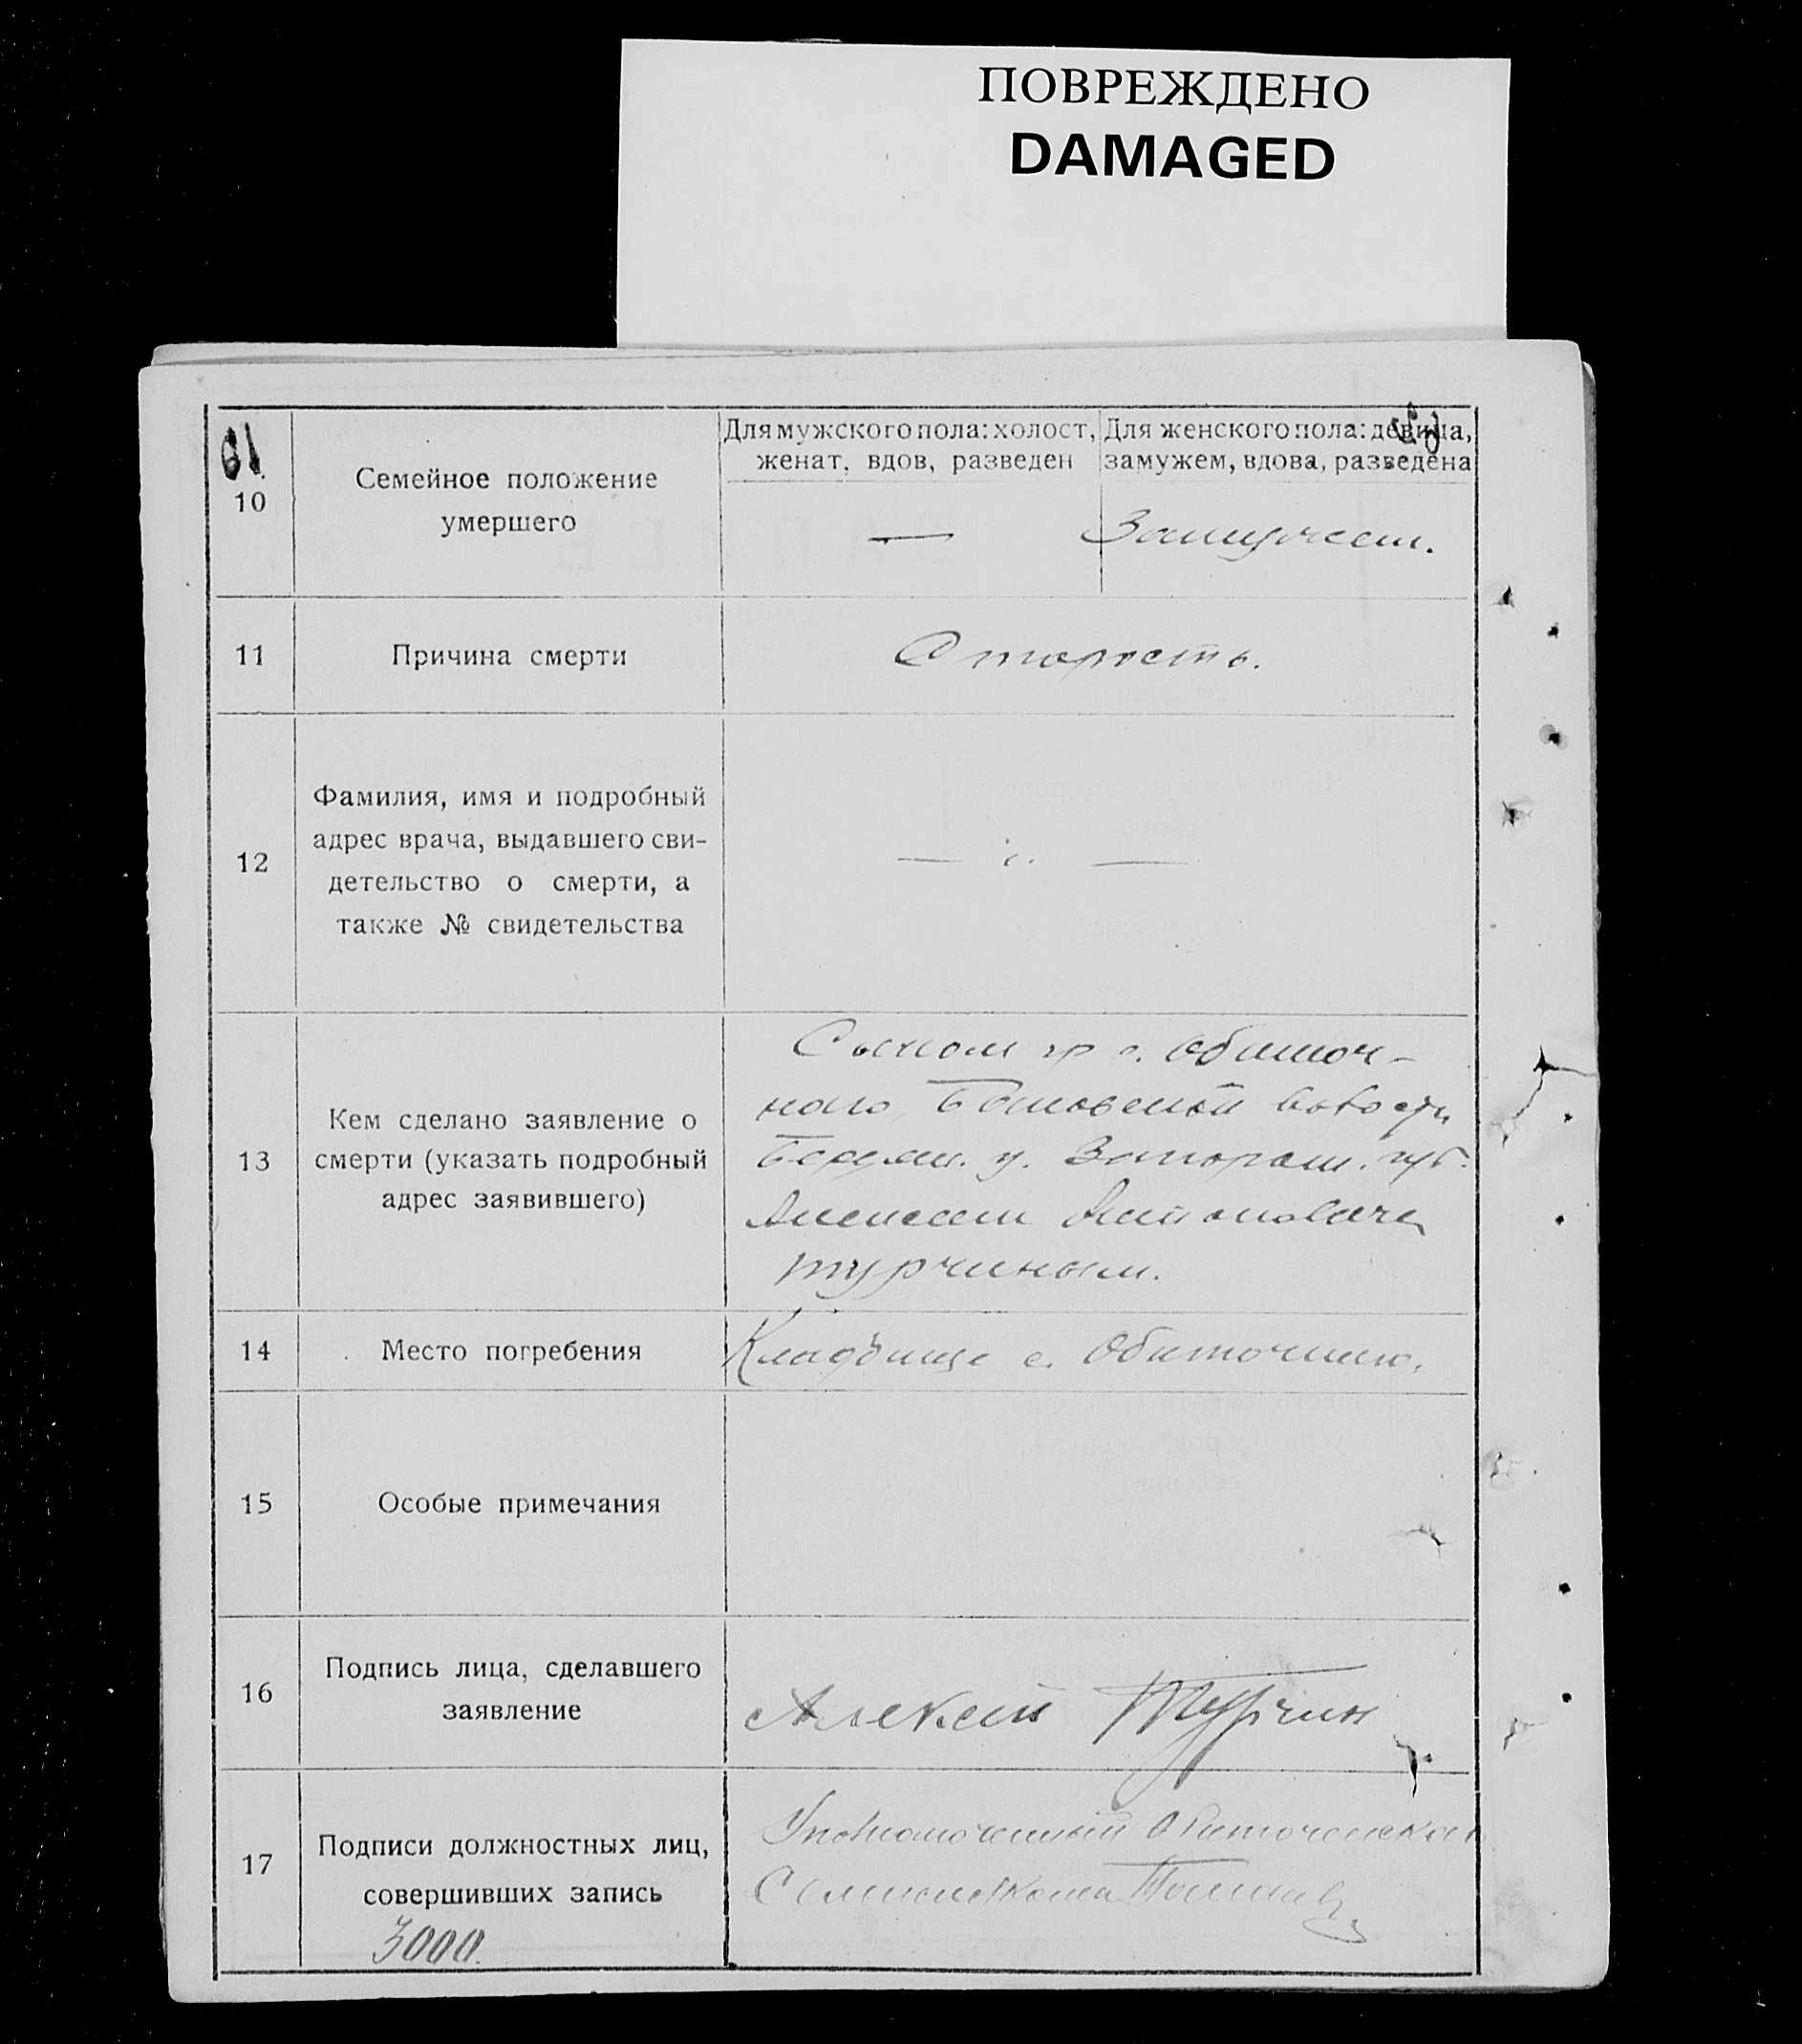 ПОВРЕЖДЕНО
DAMAGED
61
10
Семейное положение
умершего
Для мужского пола: холост,
женат, вдов, разведен
Для женского пола: девица,
замужем, вдова, разведена
—
Замужем.
11
Причина смерти
Старость.
12
Фамилия, имя и подробный
адрес врача, выдавшего сви-
детельство о смерти, а
также № свидетельства
13
Кем сделано заявление о
смерти (указать подробный
адрес заявившего)
Сыном гр с. Обиточ-
ного, волости
Бердян. у. Запорож. губ.
Алексеем Антоновичем
Турчиным.
14
Место погребения
Кладбище с. Обиточного.
15
Особые примечания
16
Подпись лица, сделавшего
заявление
Алексей Турчин
17
Подписи должностных лиц,
совершивших запись
3000.
Уполномоченный Обиточенского